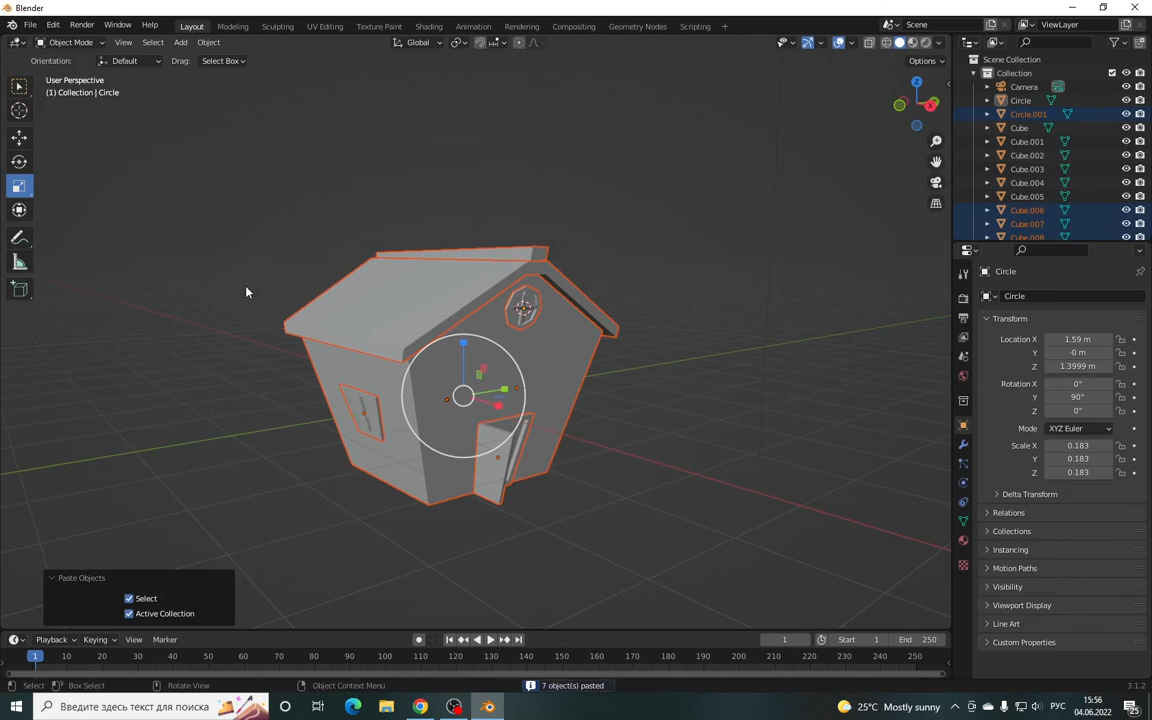 Blender
File Edit Render Window Help Layout Modeling Sculpting UV Editing Texture Paint Shading Animation Rendering Compositing Geometry Nodes Scripting + Scene ViewLayer
Object Mode View Select Add Object Global
Orientation: Default Drag: Select Box Options
User Perspective
(1) Collection | Circle
Z
X
Scene Collection
Collection
Camera
Circle
Circle.001
Cube
Cube.001
Cube.002
Cube.003
Cube.004
Cube.005
Cube.006
Cube.007
Cube.008
Circle
Circle
Transform
Location X 1.59 m
Y -0 m
Z 1.3999 m
Rotation X 0°
Y 90°
Z 0°
Mode XYZ Euler
Scale X 0.183
Y 0.183
Z 0.183
Delta Transform
Relations
Collections
Instancing
Motion Paths
Visibility
Viewport Display
Line Art
Custom Properties
Paste Objects
Select
Active Collection
Playback Keying View Marker 1 Start 1 End 250
1 10 20 30 40 50 60 70 80 90 100 110 120 130 140 150 160 170 180 190 200 210 220 230 240 250
Select Box Select Rotate View Object Context Menu 7 object(s) pasted 3.1.2
Введите здесь текст для поиска 25°C Mostly sunny РУС 15:56
04.06.2022 25